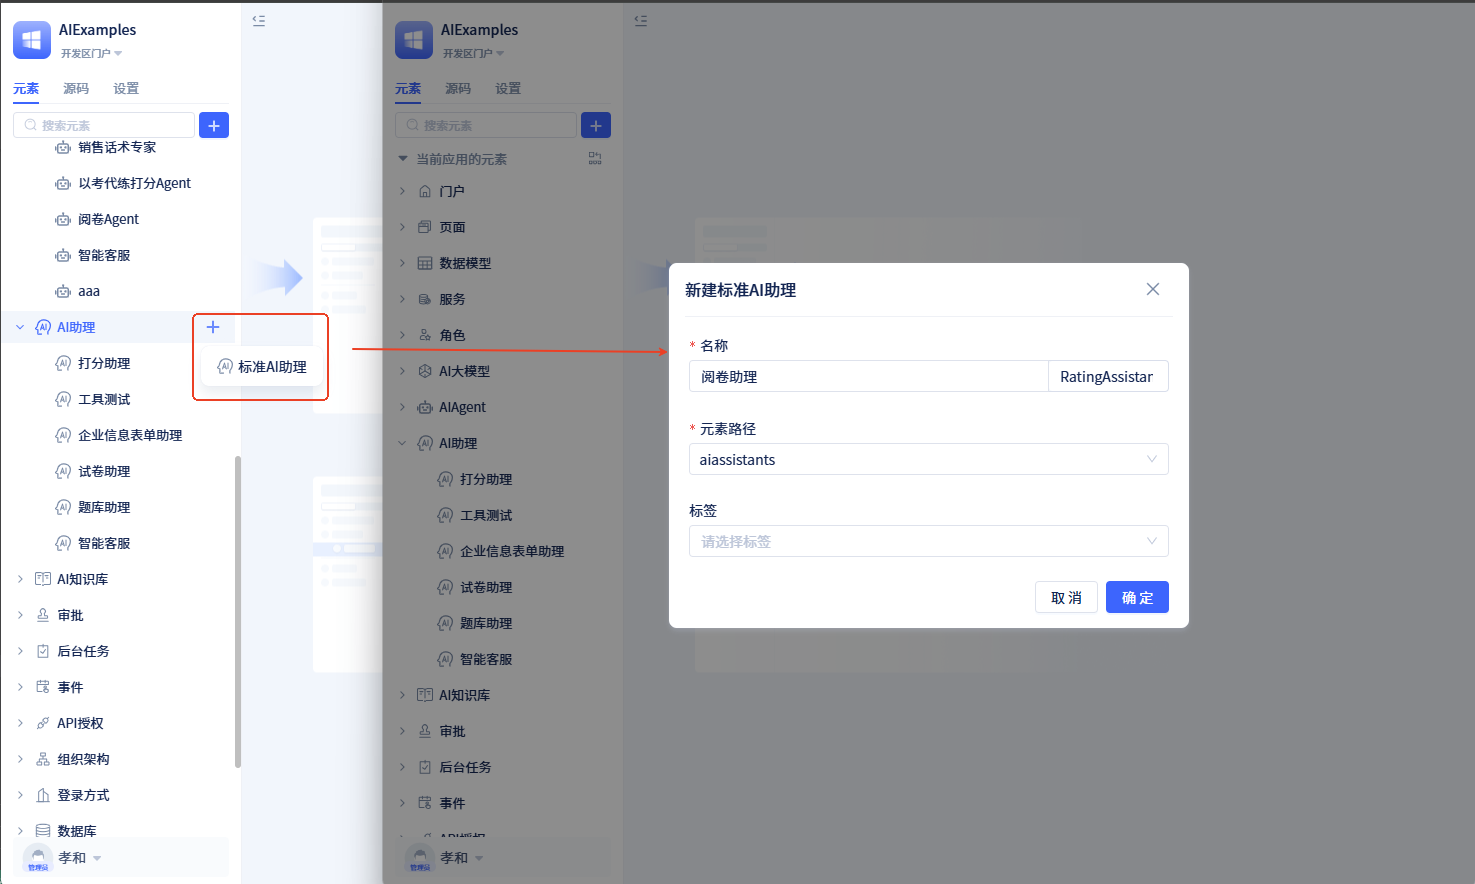 AIExamples
开发区门户
元素 源码 设置
搜索元素
销售话术专家
以考代练打分Agent
阅卷Agent
智能客服
aaa
AI助理
标准AI助理
打分助理
工具测试
企业信息表单助理
试卷助理
题库助理
智能客服
AI知识库
审批
后台任务
事件
API授权
组织架构
登录方式
数据库
管理员
孝和
AIExamples
开发区门户
元素 源码 设置
搜索元素
当前应用的元素
门户
页面
数据模型
服务
角色
AI大模型
AIAgent
AI助理
打分助理
工具测试
企业信息表单助理
试卷助理
题库助理
智能客服
AI知识库
审批
后台任务
事件
API授权
管理员
孝和
新建标准AI助理
* 名称
阅卷助理 RatingAssistar
* 元素路径
aiassistants
标签
请选择标签
取消 确定